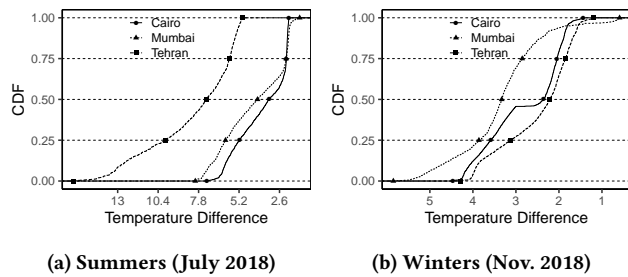 1.00
0.75
0.50
0.25
0.00
CDF
Cairo
Mumbai
Tehran
13 10.4 7.8 5.2 2.6
Temperature Difference
(a) Summers (July 2018)
1.00
0.75
0.50
0.25
0.00
CDF
Cairo
Mumbai
Tehran
5 4 3 2 1
Temperature Difference
(b) Winters (Nov. 2018)